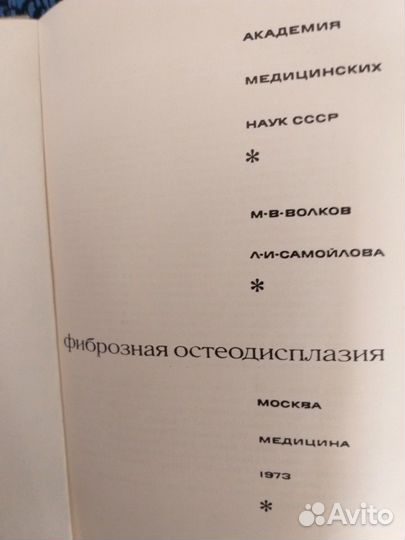 АКАДЕМИЯ
МЕДИЦИНСКИХ
НАУК СССР
*
М·В·ВОЛКОВ
Л·И·САМОЙЛОВА
*
фиброзная остеодисплазия
МОСКВА
МЕДИЦИНА
1973
*
Avito